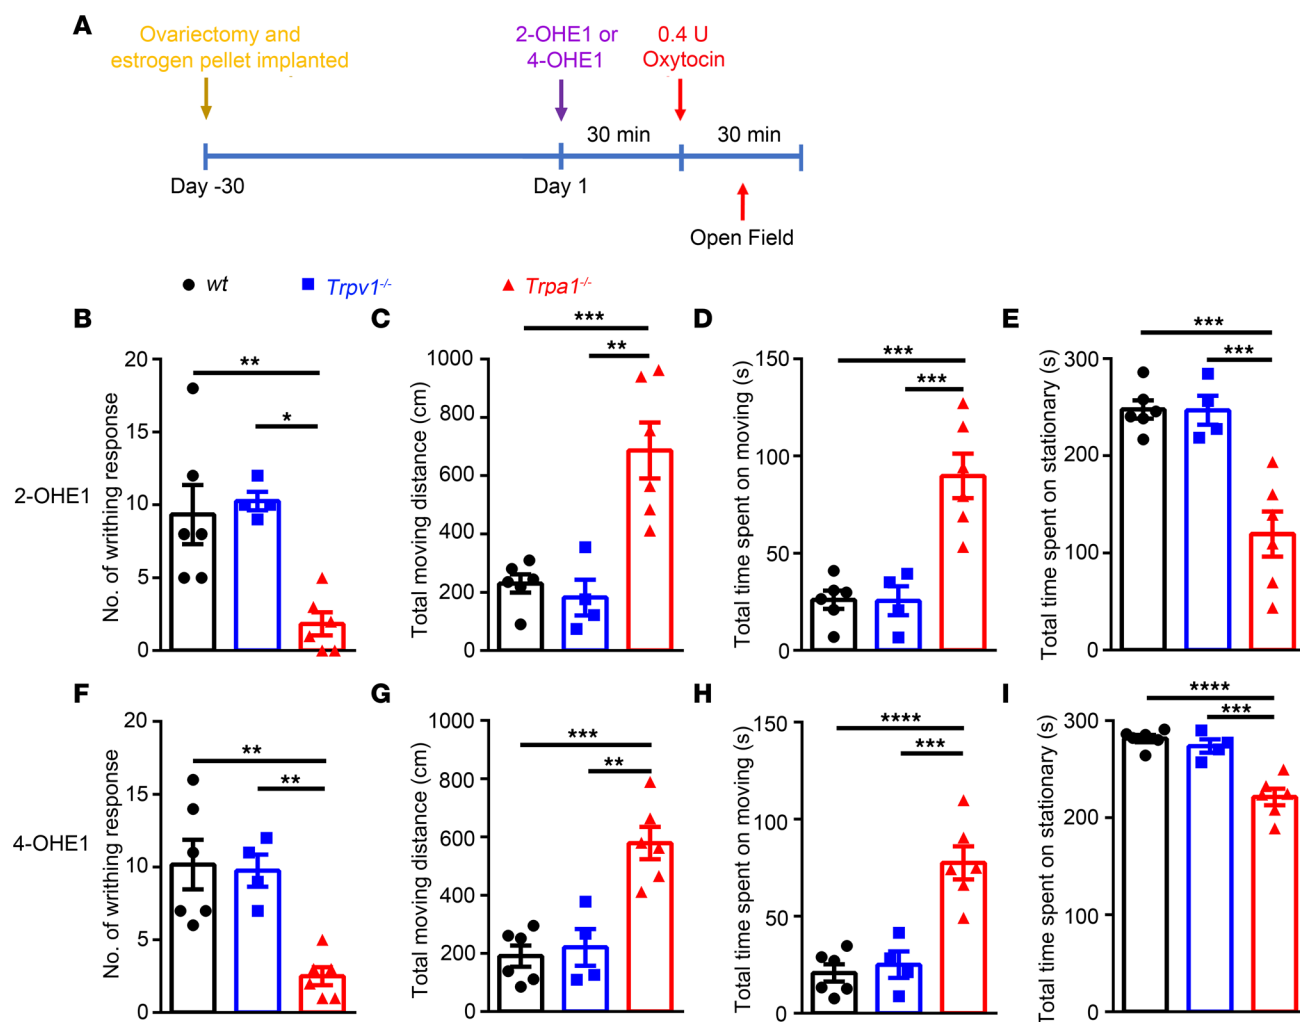 A
Ovariectomy and
estrogen pellet implanted
2-OHE1 or
4-OHE1
0.4 U
Oxytocin
30 min
30 min
Day -30
Day 1
Open Field
wt
Trpv1-/-
Trpa1-/-
B
C
D
E
2-OHE1
No. of writhing response
20
15
10
5
0
**
*
Total moving distance (cm)
1000
800
600
400
200
0
***
**
Total time spent on moving (s)
150
100
50
0
***
***
Total time spent on stationary (s)
300
200
100
0
***
***
F
G
H
I
4-OHE1
No. of writhing response
20
15
10
5
0
**
**
Total moving distance (cm)
1000
800
600
400
200
0
***
**
Total time spent on moving (s)
150
100
50
0
****
***
Total time spent on stationary (s)
300
200
100
0
****
***